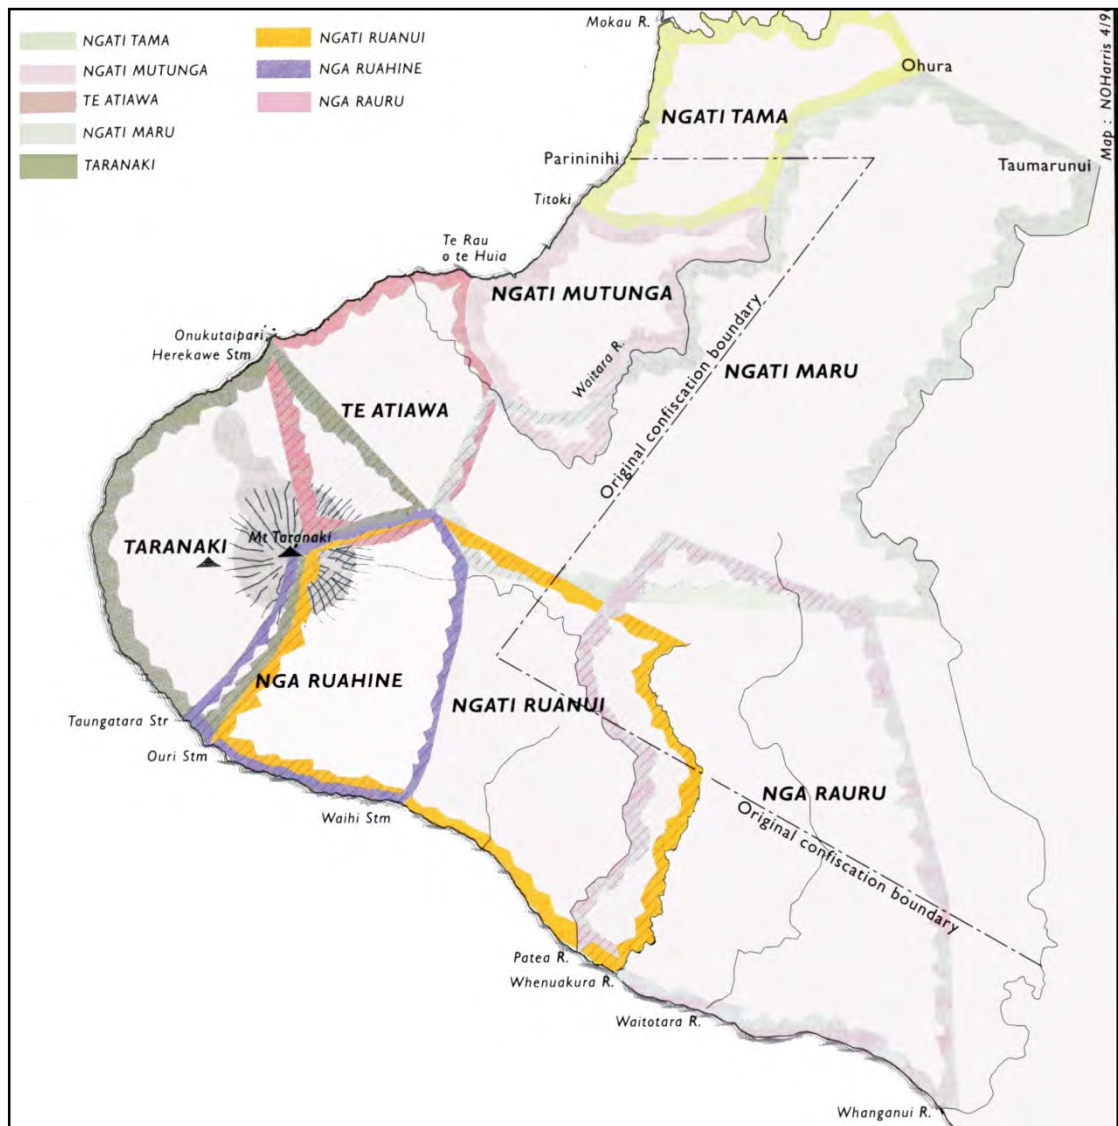 NGATI TAMA
NGATI MUTUNGA
TE ATIAWA
NGATI MARU
TARANAKI
NGATI RUANUI
NGA RUAHINE
NGA RAURU
Mokau R.
Ohura
NGATI TAMA
Parininihi
Taumarunui
Titoki
Te Rau
o te Huia
NGATI MUTUNGA
Onukutaipari
Herekawe Stm
Waitara R.
NGATI MARU
TE ATIAWA
Original confiscation boundary
TARANAKI
Mt Taranaki
NGA RUAHINE
NGATI RUANUI
Taungatara Str
Ouri Stm
NGA RAURU
Waihi Stm
Original confiscation boundary
Patea R.
Whenuakura R.
Waitotara R.
Whanganui R.
Map : NOHarris